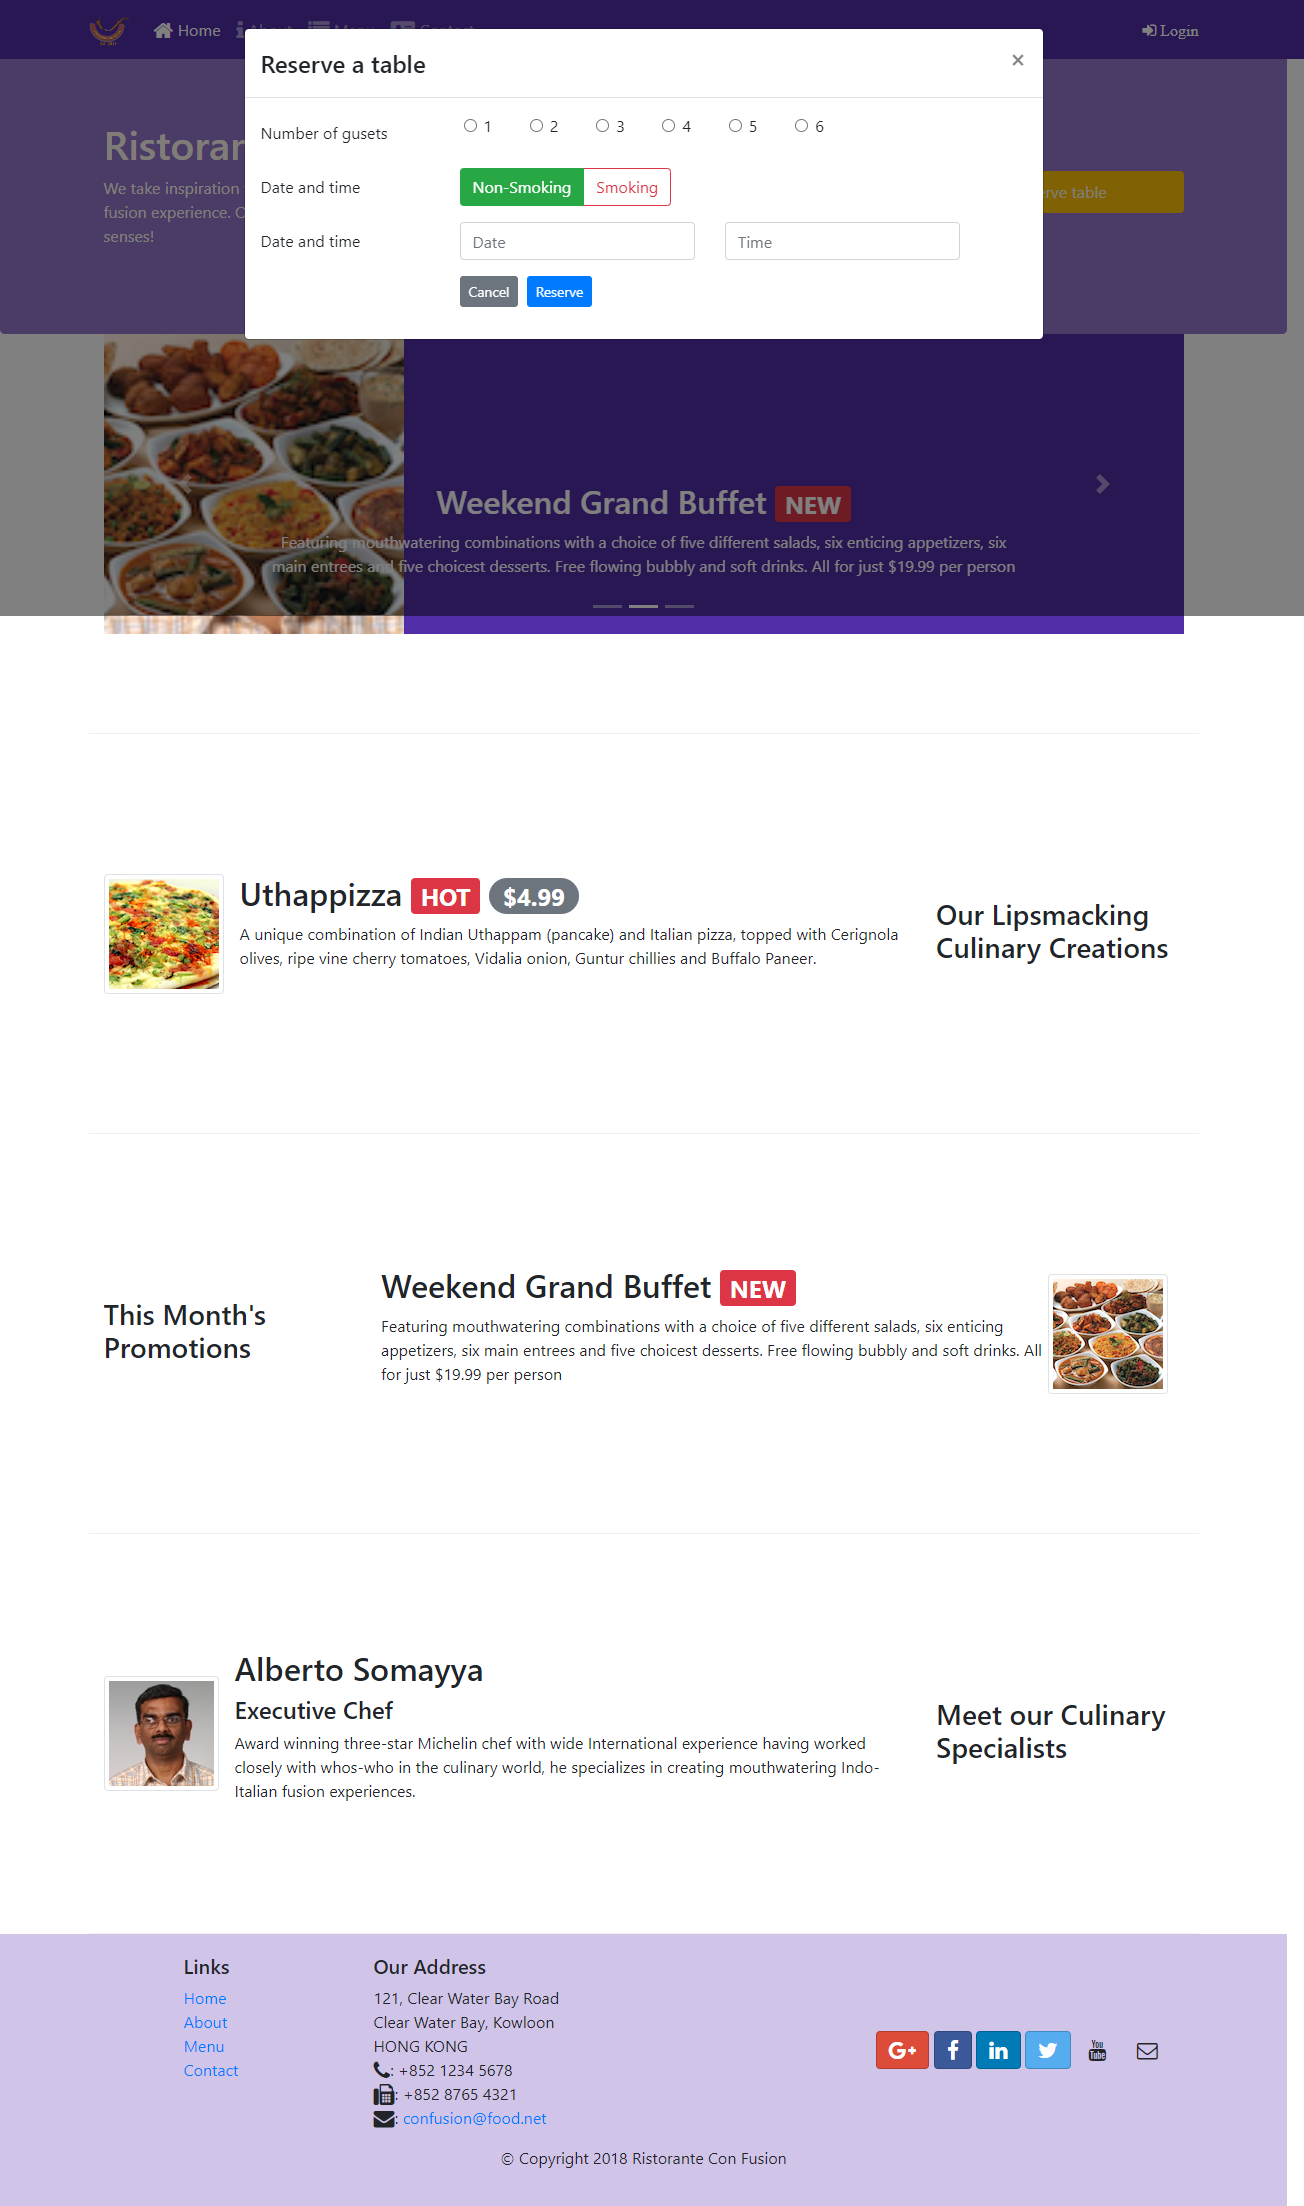 Home About Menu Contact Login
Reserve a table ×
Number of gusets 1 2 3 4 5 6
Date and time Non-Smoking Smoking
Date and time Date Time
Cancel Reserve
We take inspiration
fusion experience.
senses!
table
Weekend Grand Buffet NEW
Featuring mouthwatering combinations with a choice of five different salads, six enticing appetizers, six
main entrees and five choicest desserts. Free flowing bubbly and soft drinks. All for just $19.99 per person
Uthappizza HOT $4.99
A unique combination of Indian Uthappam (pancake) and Italian pizza, topped with Cerignola
olives, ripe vine cherry tomatoes, Vidalia onion, Guntur chillies and Buffalo Paneer.
Our Lipsmacking
Culinary Creations
This Month's
Promotions
Weekend Grand Buffet NEW
Featuring mouthwatering combinations with a choice of five different salads, six enticing
appetizers, six main entrees and five choicest desserts. Free flowing bubbly and soft drinks. All
for just $19.99 per person
Alberto Somayya
Executive Chef
Award winning three-star Michelin chef with wide International experience having worked
closely with whos-who in the culinary world, he specializes in creating mouthwatering Indo-
Italian fusion experiences.
Meet our Culinary
Specialists
Links
Home
About
Menu
Contact
Our Address
121, Clear Water Bay Road
Clear Water Bay, Kowloon
HONG KONG
: +852 1234 5678
: +852 8765 4321
: confusion@food.net
G+ f in You Tube
© Copyright 2018 Ristorante Con Fusion